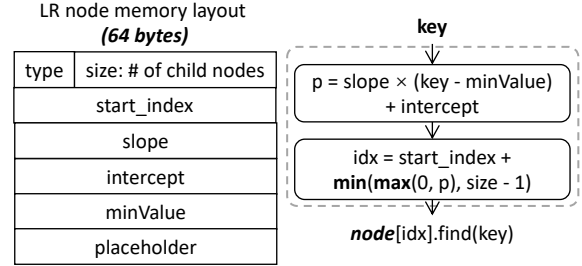 LR node memory layout
(64 bytes)
type
size: # of child nodes
start_index
slope
intercept
minValue
placeholder
key
p = slope × (key - minValue)
+ intercept
idx = start_index +
min(max(0, p), size - 1)
node[idx].find(key)